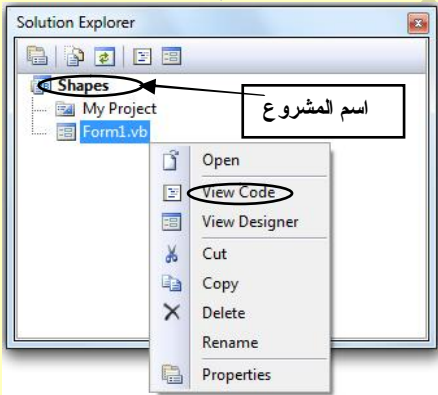 Solution Explorer
Shapes
اسم المشروع
My Project
Form1.vb
Open
View Code
View Designer
Cut
Copy
Delete
Rename
Properties